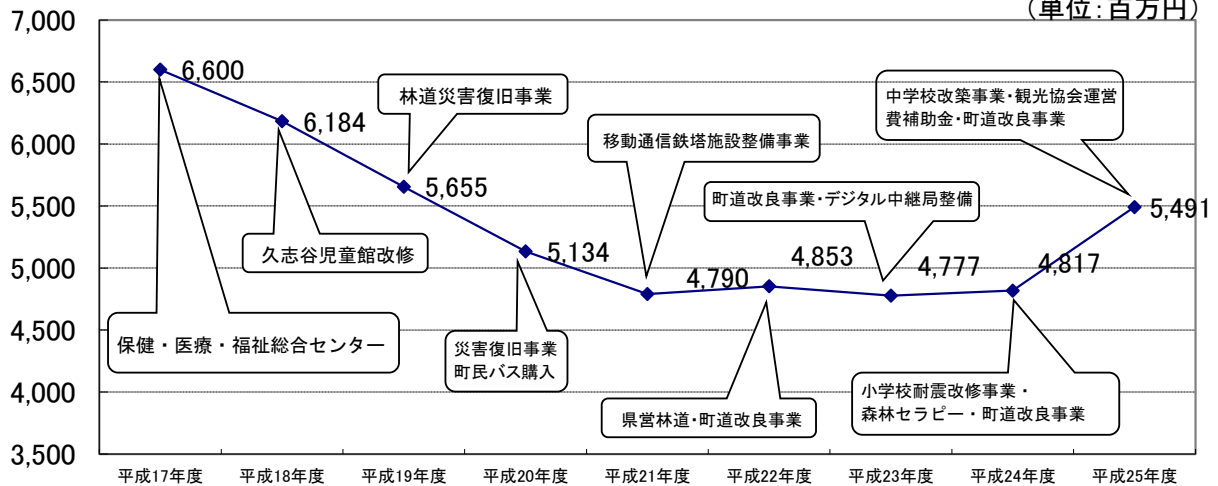 (単位:百万円)
7,000
6,500
6,000
5,500
5,000
4,500
4,000
3,500
6,600
6,184
5,655
5,134
4,790
4,853
4,777
4,817
5,491
保健・医療・福祉総合センター
久志谷児童館改修
林道災害復旧事業
災害復旧事業
町民バス購入
移動通信鉄塔施設整備事業
県営林道・町道改良事業
町道改良事業・デジタル中継局整備
小学校耐震改修事業・
森林セラピー・町道改良事業
中学校改築事業・観光協会運営
費補助金・町道改良事業
平成17年度
平成18年度
平成19年度
平成20年度
平成21年度
平成22年度
平成23年度
平成24年度
平成25年度